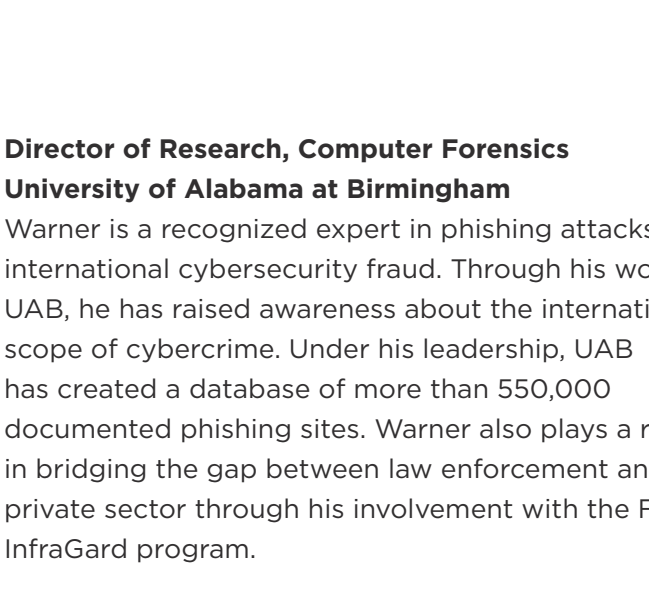 Director of Research, Computer Forensics
University of Alabama at Birmingham
Warner is a recognized expert in phishing attacks
international cybersecurity fraud. Through his
UAB, he has raised awareness about the
scope of cybercrime. Under his leadership, UAB
has created a database of more than 550,000
documented phishing sites. Warner also plays a
in bridging the gap between law enforcement
private sector through his involvement with the
InfraGard program.